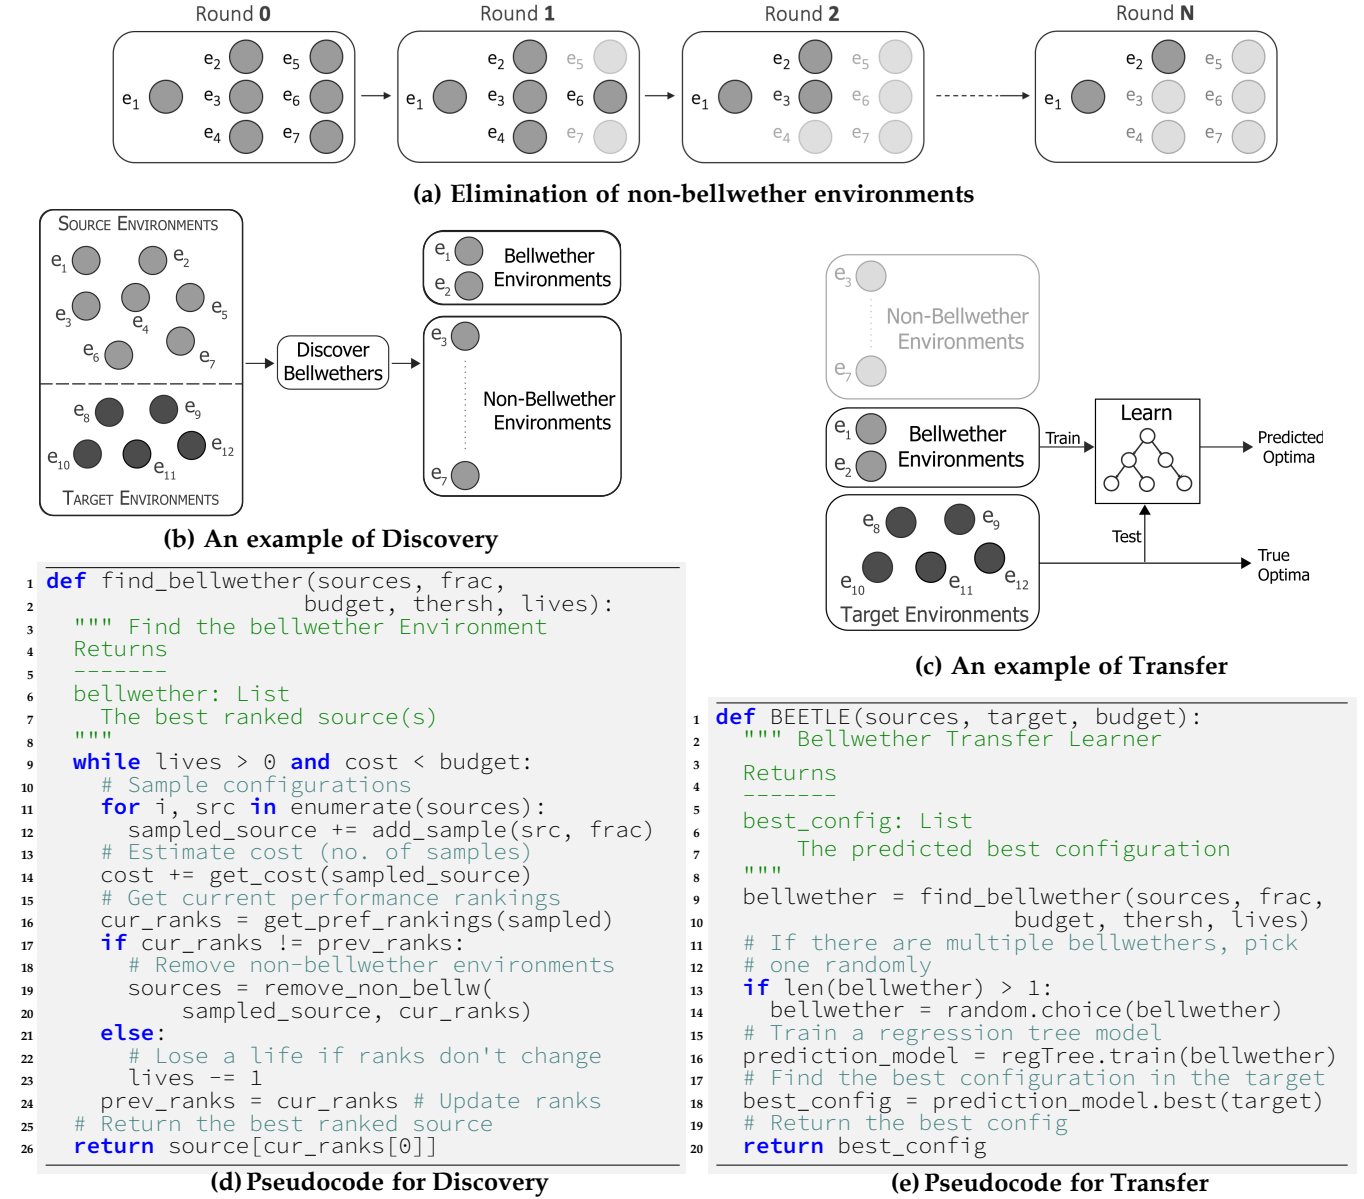 Round 0 Round 1 Round 2 Round N
e1 e2 e3 e4 e5 e6 e7
e1 e2 e3 e4 e5 e6 e7
e1 e2 e3 e4 e5 e6 e7
e1 e2 e3 e4 e5 e6 e7
(a) Elimination of non-bellwether environments
SOURCE ENVIRONMENTS
e1 e2
e3 e4 e5
e6 e7
e8 e9
e10 e11 e12
TARGET ENVIRONMENTS
Discover
Bellwethers
e1
e2
Bellwether
Environments
e3
e7
Non-Bellwether
Environments
(b) An example of Discovery
e3
e7
Non-Bellwether
Environments
e1
e2
Bellwether
Environments
Train
Learn
Predicted
Optima
e8 e9
e10 e11 e12
Target Environments
Test
True
Optima
(c) An example of Transfer
1 def find_bellwether(sources, frac,
2 budget, thersh, lives):
3 """ Find the bellwether Environment
4 Returns
5 -------
6 bellwether: List
7 The best ranked source(s)
8 """
9 while lives > 0 and cost < budget:
10 # Sample configurations
11 for i, src in enumerate(sources):
12 sampled_source += add_sample(src, frac)
13 # Estimate cost (no. of samples)
14 cost += get_cost(sampled_source)
15 # Get current performance rankings
16 cur_ranks = get_pref_rankings(sampled)
17 if cur_ranks != prev_ranks:
18 # Remove non-bellwether environments
19 sources = remove_non_bellw(
20 sampled_source, cur_ranks)
21 else:
22 # Lose a life if ranks don't change
23 lives -= 1
24 prev_ranks = cur_ranks # Update ranks
25 # Return the best ranked source
26 return source[cur_ranks[0]]
(d) Pseudocode for Discovery
1 def BEETLE(sources, target, budget):
2 """ Bellwether Transfer Learner
3
4 Returns
5 -------
6 best_config: List
7 The predicted best configuration
8 """
9 bellwether = find_bellwether(sources, frac,
10 budget, thersh, lives)
11 # If there are multiple bellwethers, pick
12 # one randomly
13 if len(bellwether) > 1:
14 bellwether = random.choice(bellwether)
15 # Train a regression tree model
16 prediction_model = regTree.train(bellwether)
17 # Find the best configuration in the target
18 best_config = prediction_model.best(target)
19 # Return the best config
20 return best_config
(e) Pseudocode for Transfer